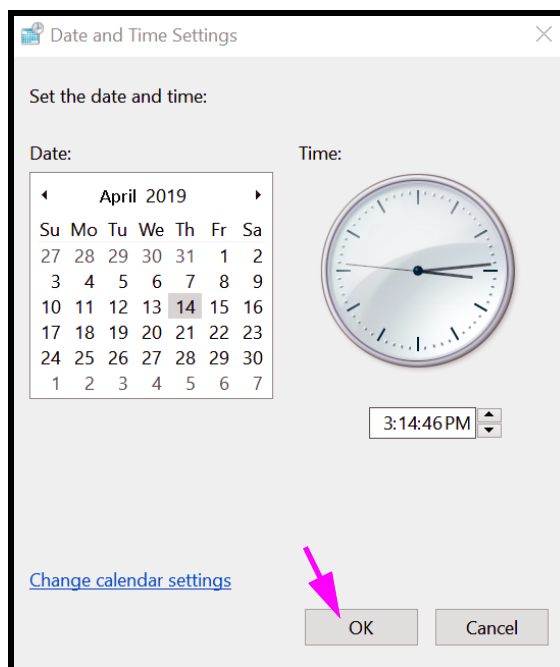 Date and Time Settings
Set the date and time:
Date:
Time:
April 2019
Su Mo Tu We Th Fr Sa
27 28 29 30 31 1 2
3 4 5 6 7 8 9
10 11 12 13 14 15 16
17 18 19 20 21 22 23
24 25 26 27 28 29 30
1 2 3 4 5 6 7
3:14:46 PM
Change calendar settings
OK
Cancel